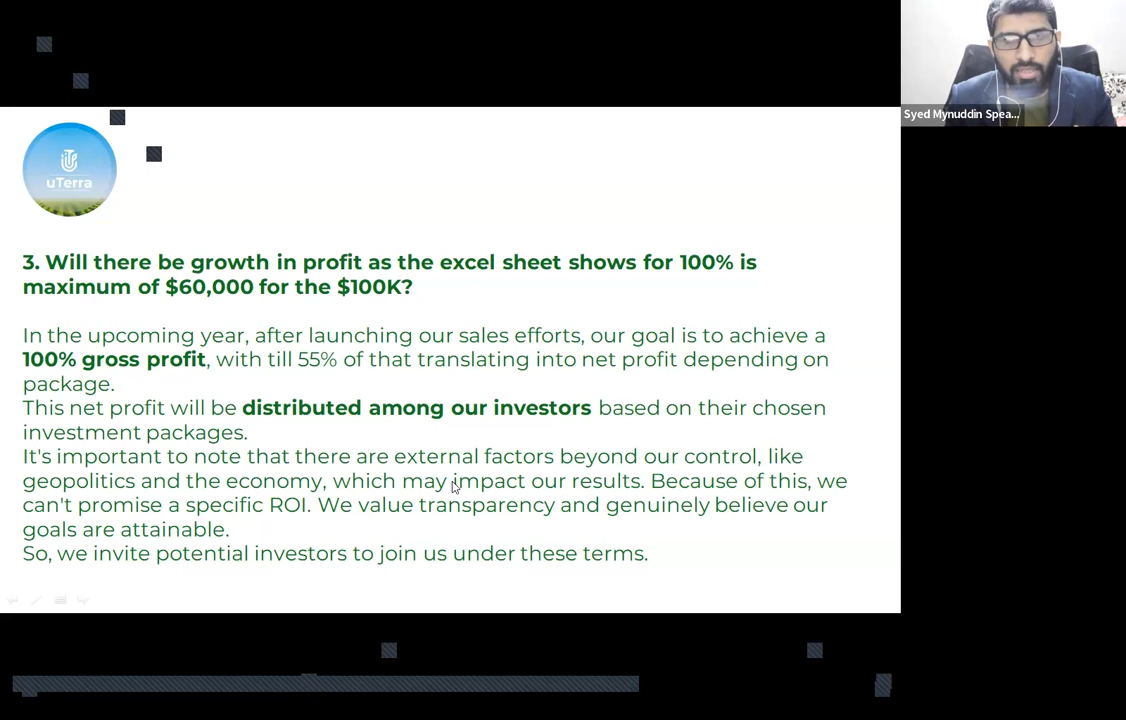 Syed Mynuddin Spea...
uTerra
3. Will there be growth in profit as the excel sheet shows for 100% is
maximum of $60,000 for the $100K?
In the upcoming year, after launching our sales efforts, our goal is to achieve a
100% gross profit, with till 55% of that translating into net profit depending on
package.
This net profit will be distributed among our investors based on their chosen
investment packages.
It's important to note that there are external factors beyond our control, like
geopolitics and the economy, which may impact our results. Because of this, we
can't promise a specific ROI. We value transparency and genuinely believe our
goals are attainable.
So, we invite potential investors to join us under these terms.